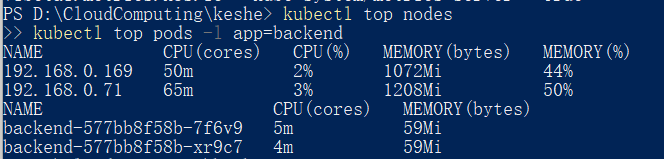 PS D:\CloudComputing\keshe> kubectl top nodes
>> kubectl top pods -l app=backend
NAME CPU(cores) CPU(%) MEMORY(bytes) MEMORY(%)
192.168.0.169 50m 2% 1072Mi 44%
192.168.0.71 65m 3% 1208Mi 50%
NAME CPU(cores) MEMORY(bytes)
backend-577bb8f58b-7f6v9 5m 59Mi
backend-577bb8f58b-xr9c7 4m 59Mi